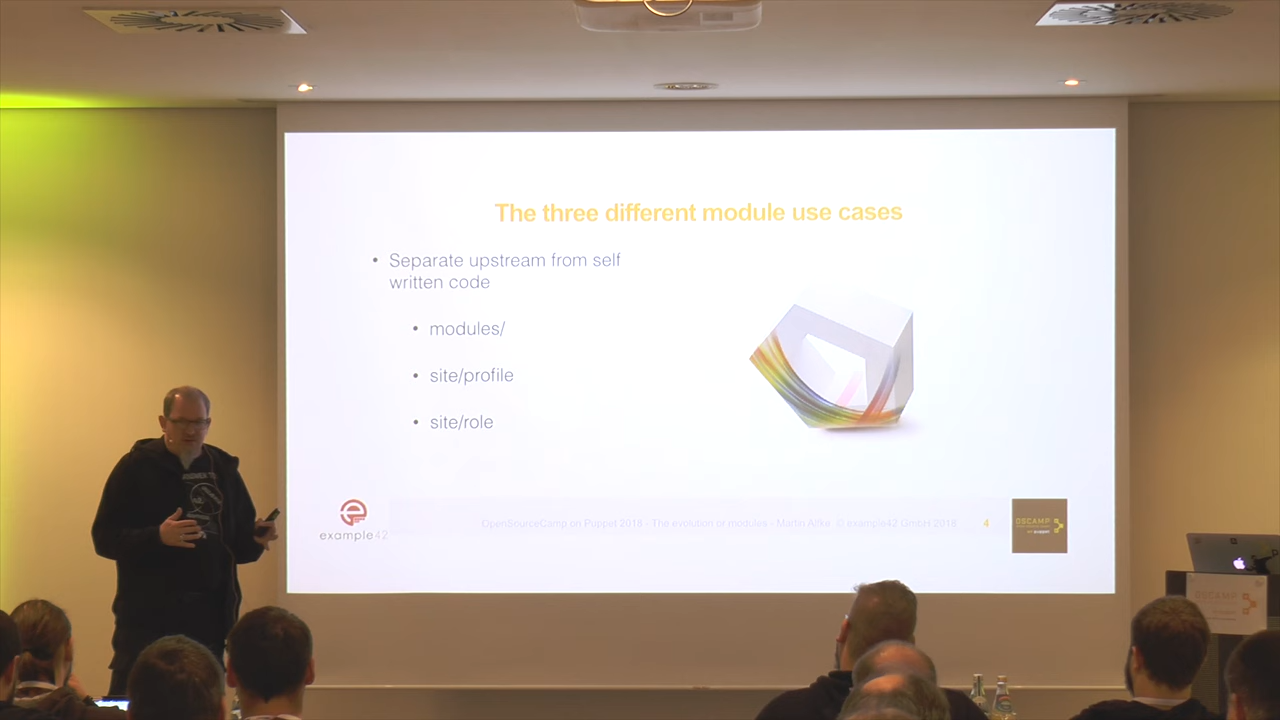 The three different module use cases
• Separate upstream from self
written code
• modules/
• site/profile
• site/role
example42
OpenSourceCamp on Puppet 2018 - The evolution of modules - Martin Alfke © example42 GmbH 2018
4
OSCAMP
OSCAMP